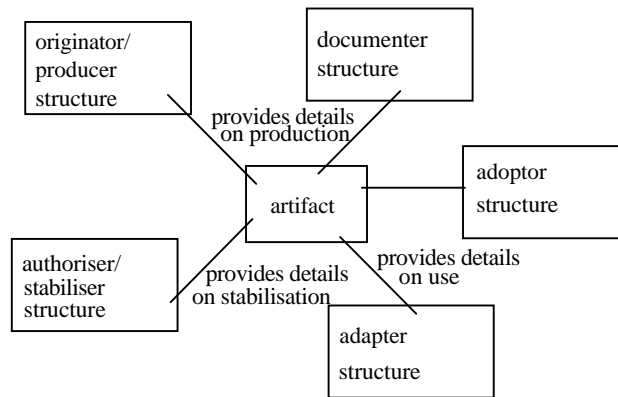 originator/
producer
structure
documenter
structure
provides details
on production
artifact
adoptor
structure
authoriser/
stabiliser
structure
provides details
on stabilisation
provides details
on use
adapter
structure